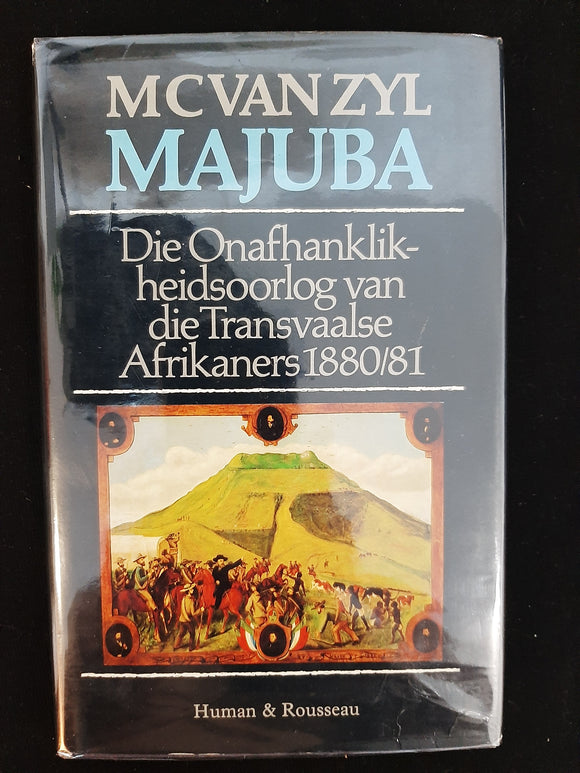 M C VAN ZYL
MAJUBA
Die Onafhanklik-
heidsoorlog van
die Transvaalse
Afrikaners 1880/81
Human & Rousseau